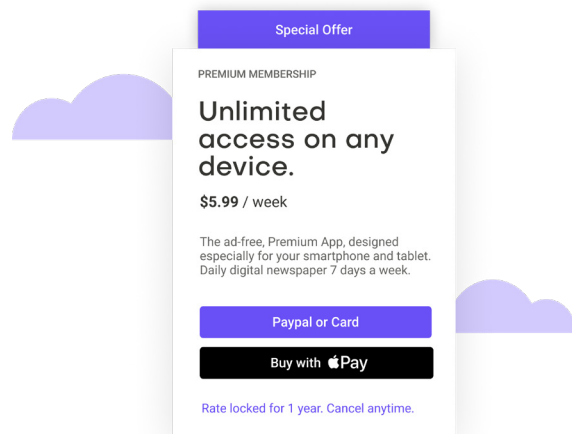 Special Offer
PREMIUM MEMBERSHIP
Unlimited
access on any
device.
$5.99 / week
The ad-free, Premium App, designed
especially for your smartphone and tablet.
Daily digital newspaper 7 days a week.
Paypal or Card
Buy with Pay
Rate locked for 1 year. Cancel anytime.